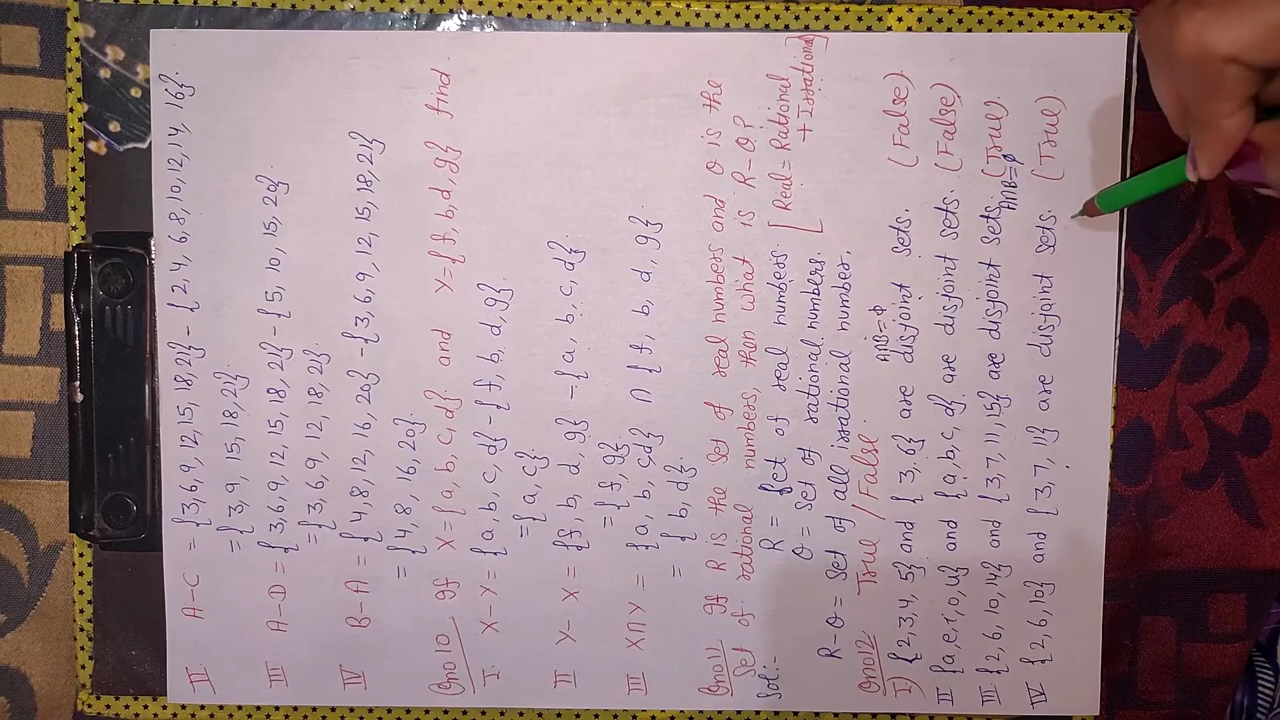 II. A-C = {3,6,9,12,15,18,21} - {2,4,6,8,10,12,14,16}.
= {3,9,15,18,21}.
III A-D = {3,6,9,12,15,18,21} - {5,10,15,20}.
= {3,6,9,12,18,21}.
IV B-A = {4,8,12,16,20} - {3,6,9,12,15,18,21}
= {4,8,16,20}.
Qno10 If X={a,b,c,d} and Y={f,b,d,g} find.
I. X-Y = {a,b,c,d} - {f,b,d,g}
= {a,c}
II Y-X = {f,b,d,g} - {a,b,c,d}.
= {f,g}.
III X∩Y = {a,b,c,d} ∩ {f,b,d,g}.
= {b,d}.
Qno11 If R is the set of real numbers and Q is the
Set of rational numbers, than what is R-Q?
Sol:- R = Set of real numbers. [Real = Rational
Q = set of rational numbers. + Irrational]
R-Q = Set of all irrational number.
Qno12 True / False. A∩B=ϕ
I) {2,3,4,5} and {3,6} are disjoint sets. (False)
II {a,e,i,o,u} and {a,b,c,d} are disjoint sets. (False)
III {2,6,10,14} and {3,7,11,15} are disjoint sets. (True).
A∩B=ϕ
IV {2,6,10} and {3,7,11} are disjoint sets. (True)